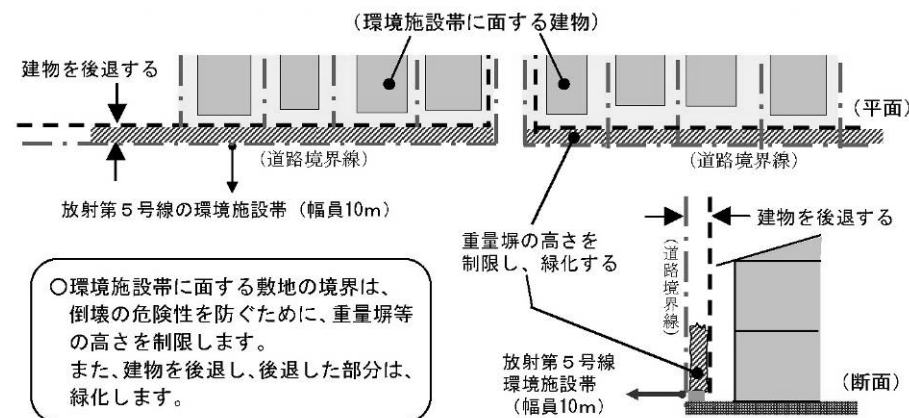 (環境施設帯に面する建物)
建物を後退する
(平面)
(道路境界線)
(道路境界線)
放射第5号線の環境施設帯(幅員10m)
建物を後退する
重量塀の高さを
制限し、緑化する
(道路境界線)
○環境施設帯に面する敷地の境界は、
倒壊の危険性を防ぐために、重量塀等
の高さを制限します。
また、建物を後退し、後退した部分は、
緑化します。
放射第5号線
環境施設帯
(幅員10m)
(断面)